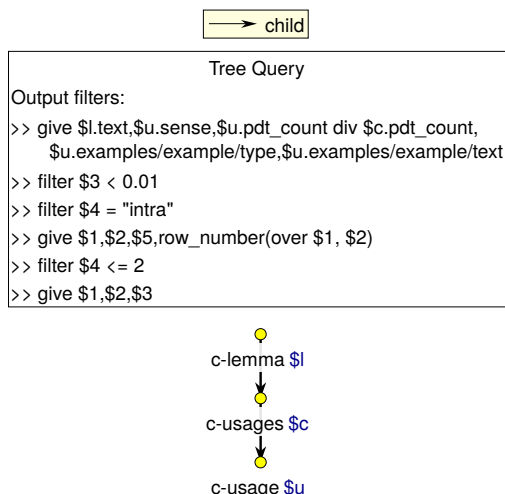 child
Tree Query
Output filters:
>> give $l.text,$u.sense,$u.pdt_count div $c.pdt_count,
$u.examples/example/type,$u.examples/example/text
>> filter $3 < 0.01
>> filter $4 = "intra"
>> give $1,$2,$5,row_number(over $1, $2)
>> filter $4 <= 2
>> give $1,$2,$3
c-lemma $l
c-usages $c
c-usage $u